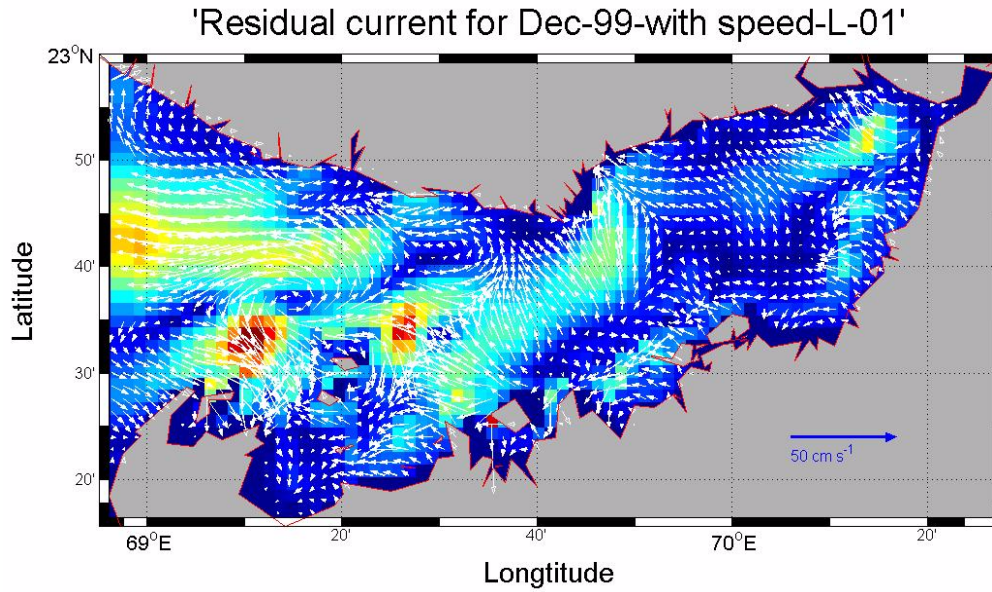 'Residual current for Dec-99-with speed-L-01'
23°N
50'
40'
30'
20'
Latitude
50 cm s⁻¹
69°E
20'
40'
70°E
20'
Longtitude